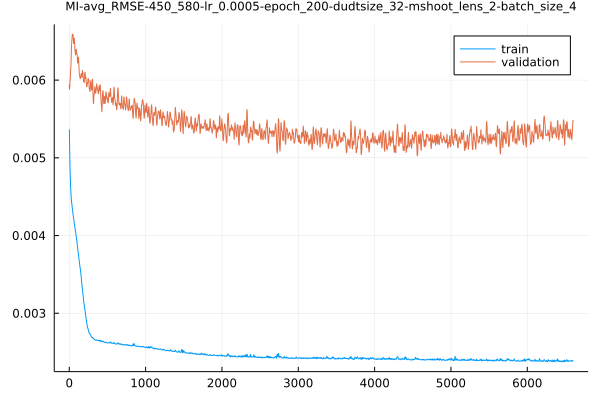 MI-avg_RMSE-450_580-lr_0.0005-epoch_200-dudtsize_32-mshoot_lens_2-batch_size_4
train
validation
0.006
0.005
0.004
0.003
0 1000 2000 3000 4000 5000 6000